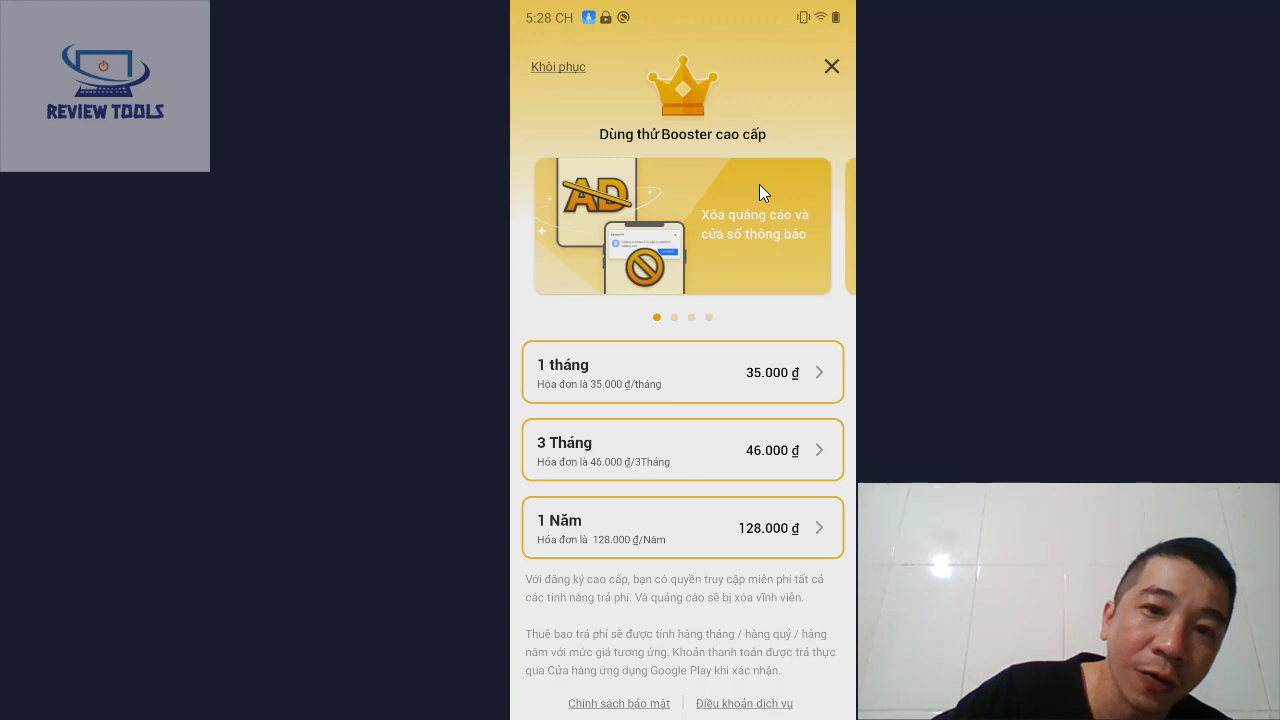 REVIEW TOOLS
5:28 CH
Khôi phục
Dùng thử Booster cao cấp
AD
Xóa quảng cáo và
cửa sổ thông báo
1 tháng
35.000 ₫
Hóa đơn là 35.000 ₫/tháng
3 Tháng
46.000 ₫
Hóa đơn là 46.000 ₫/3Tháng
1 Năm
128.000 ₫
Hóa đơn là 128.000 ₫/Năm
Với đăng ký cao cấp, bạn có quyền truy cập miễn phí tất cả
các tính năng trả phí. Và quảng cáo sẽ bị xóa vĩnh viễn.
Thuê bao trả phí sẽ được tính hàng tháng / hàng quý / hàng
năm với mức giá tương ứng. Khoản thanh toán được trả thực
qua Cửa hàng ứng dụng Google Play khi xác nhận.
Chính sách bảo mật
Điều khoản dịch vụ